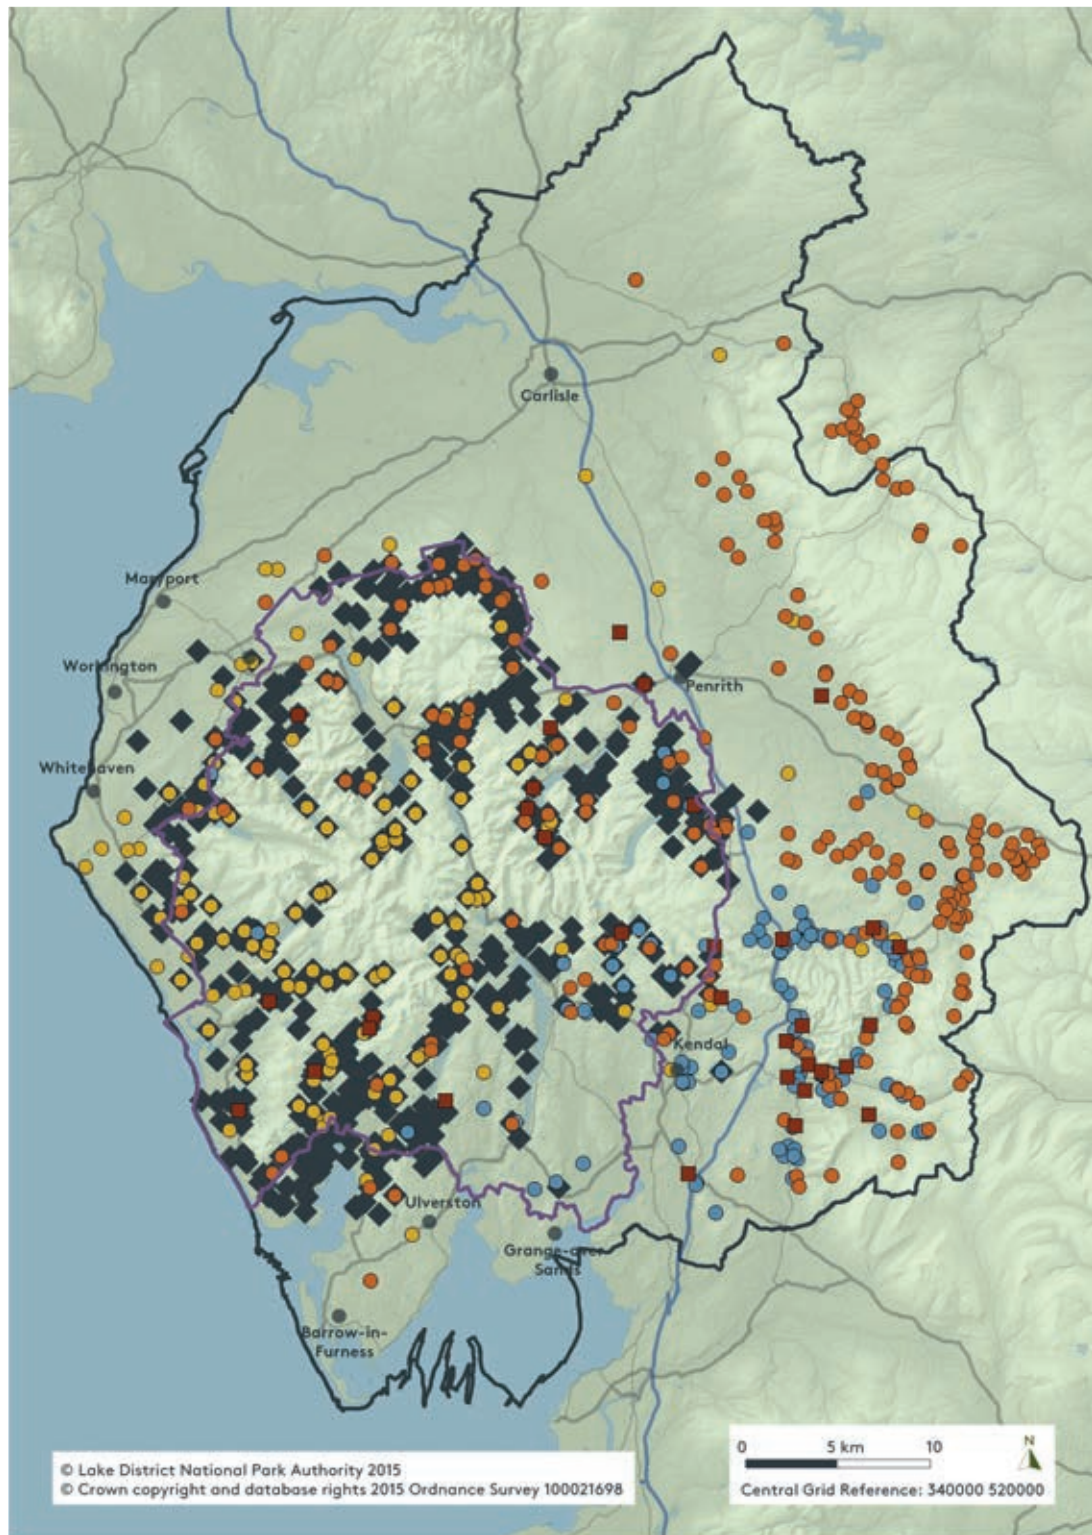 Carlisle
Maryport
Workington
Penrith
Whitehaven
Kendal
Ulverston
Grange-over
Sands
Barrow-in-
Furness
0 5 km 10
N
Central Grid Reference: 340000 520000
© Lake District National Park Authority 2015
© Crown copyright and database rights 2015 Ordnance Survey 100021698